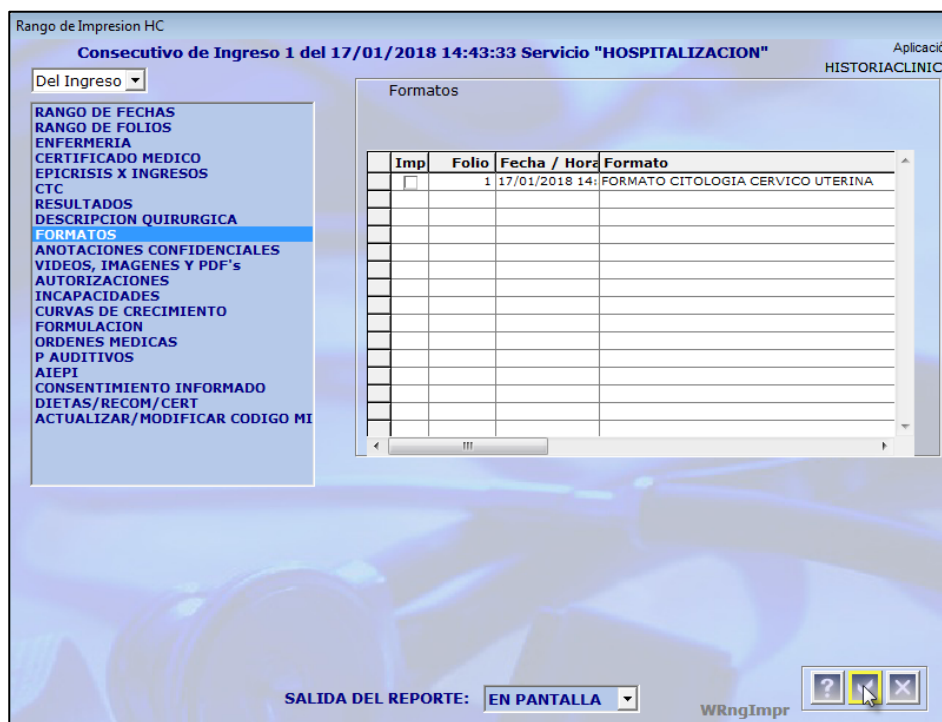 Rango de Impresion HC
Consecutivo de Ingreso 1 del 17/01/2018 14:43:33 Servicio "HOSPITALIZACION"
Aplicació
HISTORIACLINIC
Del Ingreso
RANGO DE FECHAS
RANGO DE FOLIOS
ENFERMERIA
CERTIFICADO MEDICO
EPICRISIS X INGRESOS
CTC
RESULTADOS
DESCRIPCION QUIRURGICA
FORMATOS
ANOTACIONES CONFIDENCIALES
VIDEOS, IMAGENES Y PDF's
AUTORIZACIONES
INCAPACIDADES
CURVAS DE CRECIMIENTO
FORMULACION
ORDENES MEDICAS
P AUDITIVOS
AIEPI
CONSENTIMIENTO INFORMADO
DIETAS/RECOM/CERT
ACTUALIZAR/MODIFICAR CODIGO MI
Formatos
Imp Folio Fecha / Hora Formato
1 17/01/2018 14: FORMATO CITOLOGIA CERVICO UTERINA
SALIDA DEL REPORTE: EN PANTALLA
WRngImpr
?